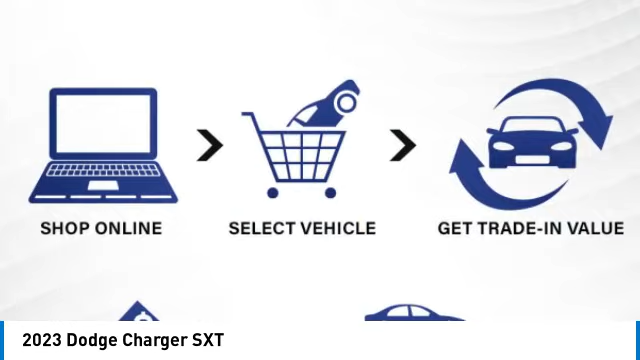 SHOP ONLINE
SELECT VEHICLE
GET TRADE-IN VALUE
2023 Dodge Charger SXT